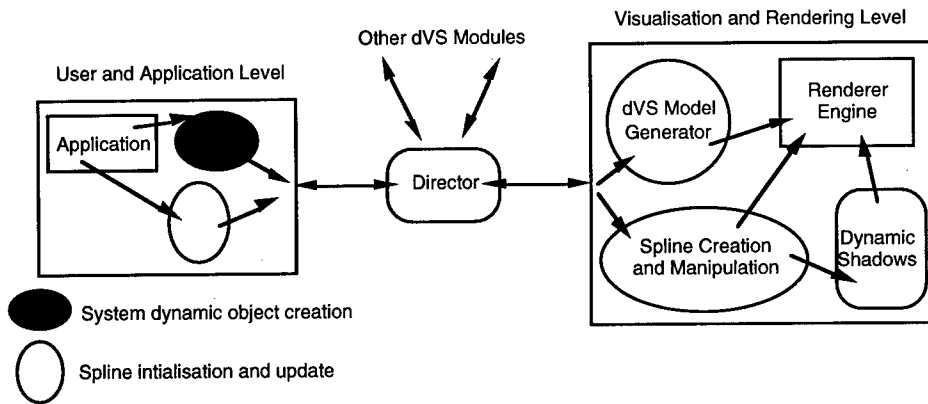 Visualisation and Rendering Level
Other dVS Modules
User and Application Level
Application
Director
dVS Model
Generator
Renderer
Engine
Spline Creation
and Manipulation
Dynamic
Shadows
System dynamic object creation
Spline intialisation and update